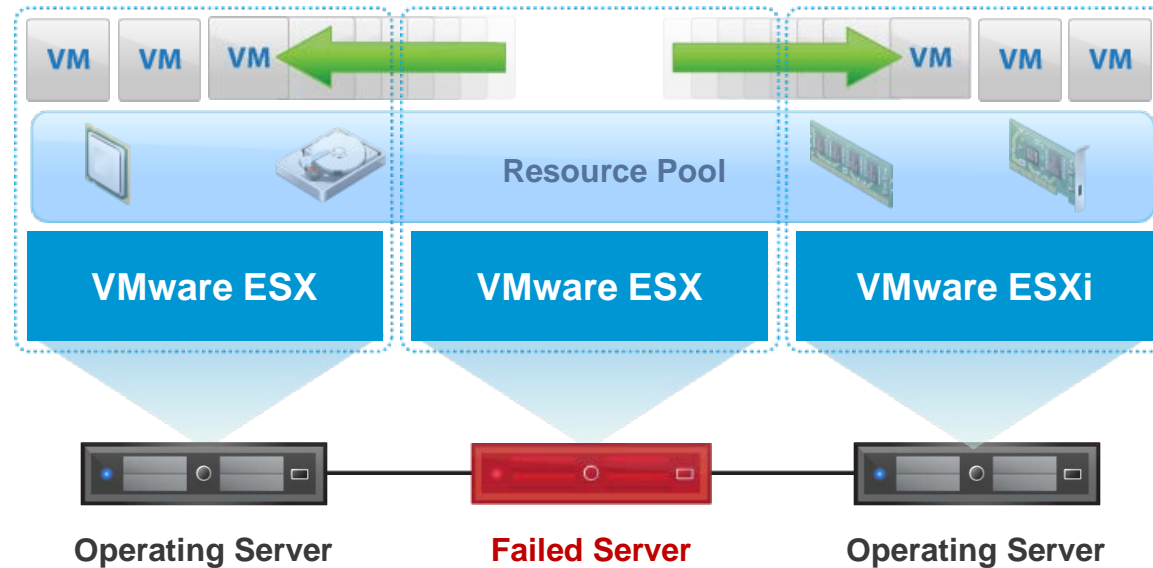 VM VM VM VM VM VM
Resource Pool
VMware ESX VMware ESX VMware ESXi
Operating Server Failed Server Operating Server